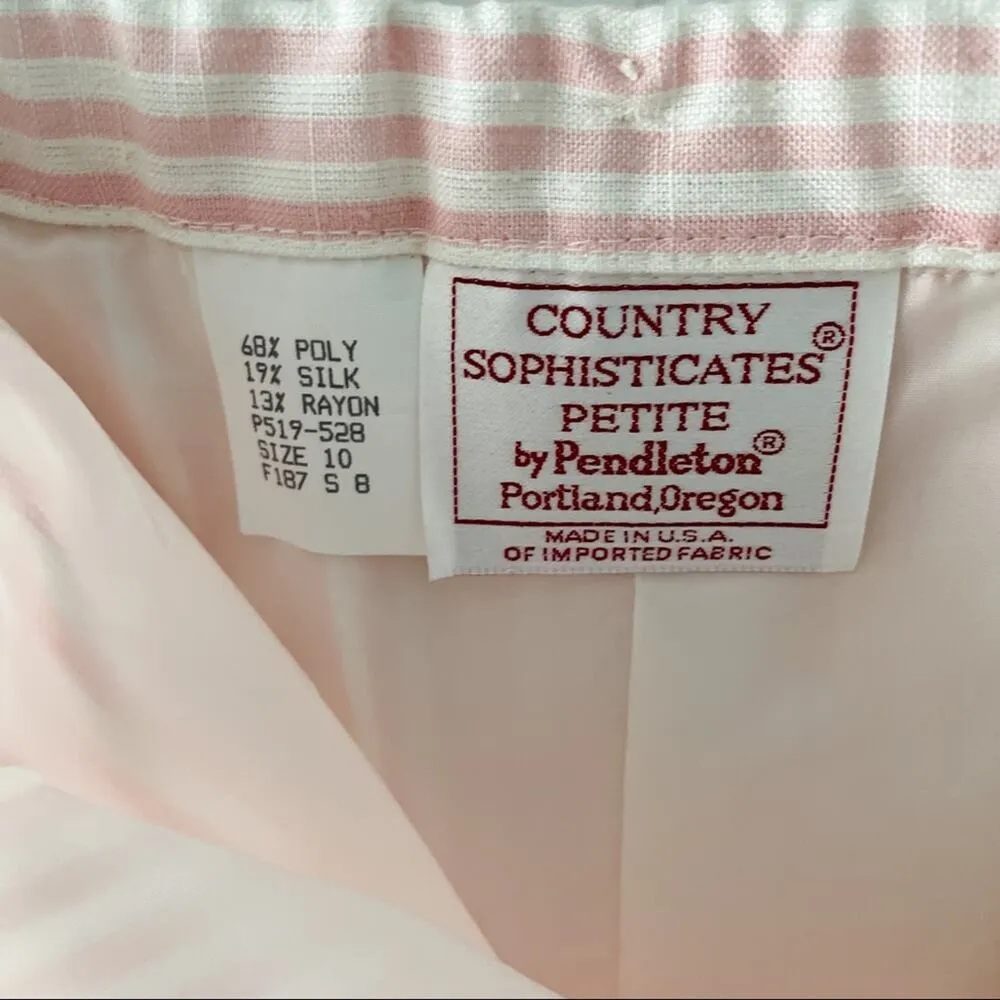 68% POLY
19% SILK
13% RAYON
P519-528
SIZE 10
F187 S 8
COUNTRY
SOPHISTICATES®
PETITE
by Pendleton®
Portland,Oregon
MADE IN U.S.A.
OF IMPORTED FABRIC